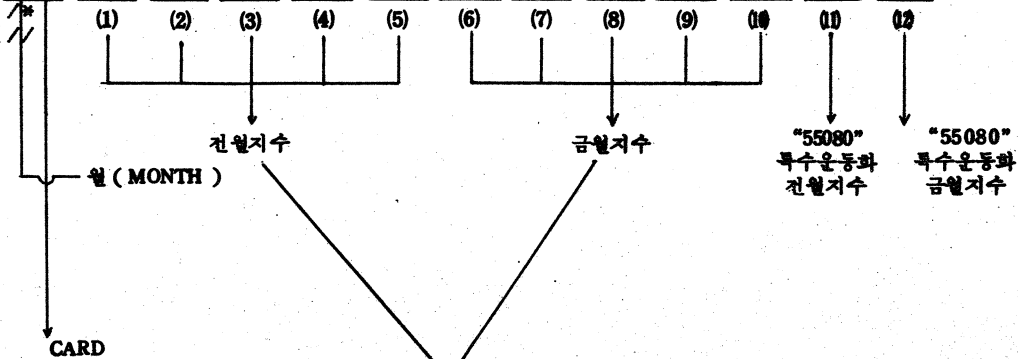 *
(1) (2) (3) (4) (5) (6) (7) (8) (9) (10) (11) (12)
전월지수 금월지수 "55080" "55080"
특수운동화 특수운동화
전월지수 금월지수
월 ( MONTH )
CARD